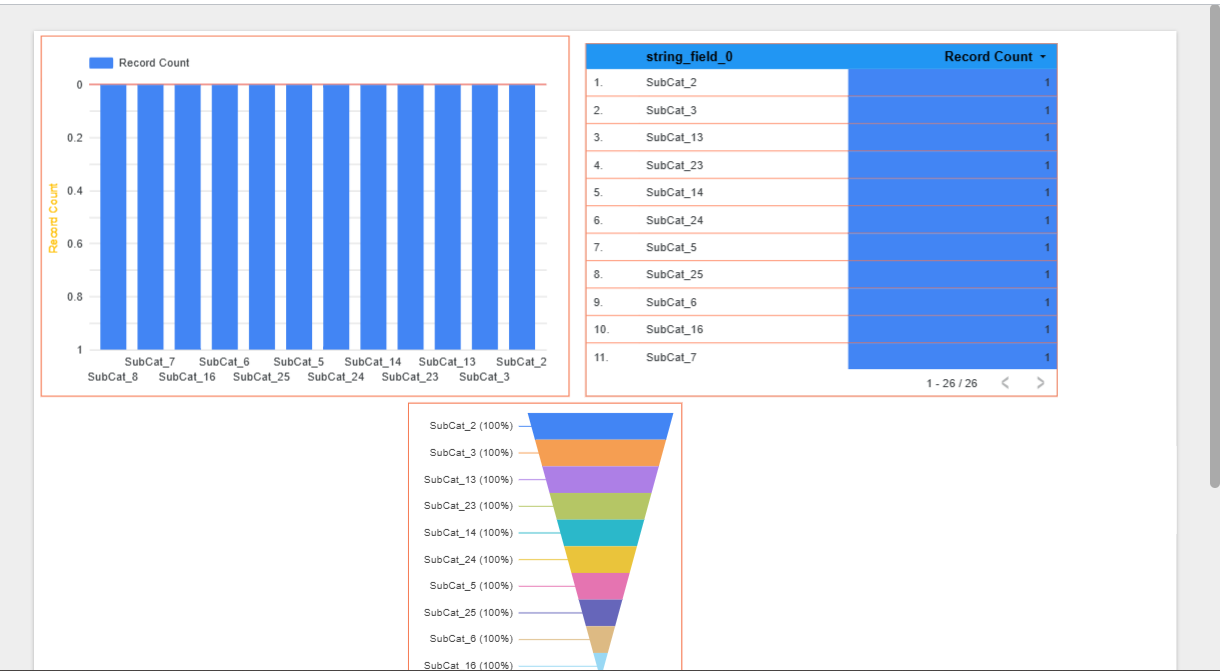 Record Count
0
0.2
0.4
0.6
0.8
1
Record Count
SubCat_7 SubCat_6 SubCat_5 SubCat_14 SubCat_13 SubCat_2
SubCat_8 SubCat_16 SubCat_25 SubCat_24 SubCat_23 SubCat_3
string_field_0 Record Count
1. SubCat_2 1
2. SubCat_3 1
3. SubCat_13 1
4. SubCat_23 1
5. SubCat_14 1
6. SubCat_24 1
7. SubCat_5 1
8. SubCat_25 1
9. SubCat_6 1
10. SubCat_16 1
11. SubCat_7 1
1 - 26 / 26 < >
SubCat_2 (100%)
SubCat_3 (100%)
SubCat_13 (100%)
SubCat_23 (100%)
SubCat_14 (100%)
SubCat_24 (100%)
SubCat_5 (100%)
SubCat_25 (100%)
SubCat_6 (100%)
SubCat_16 (100%)